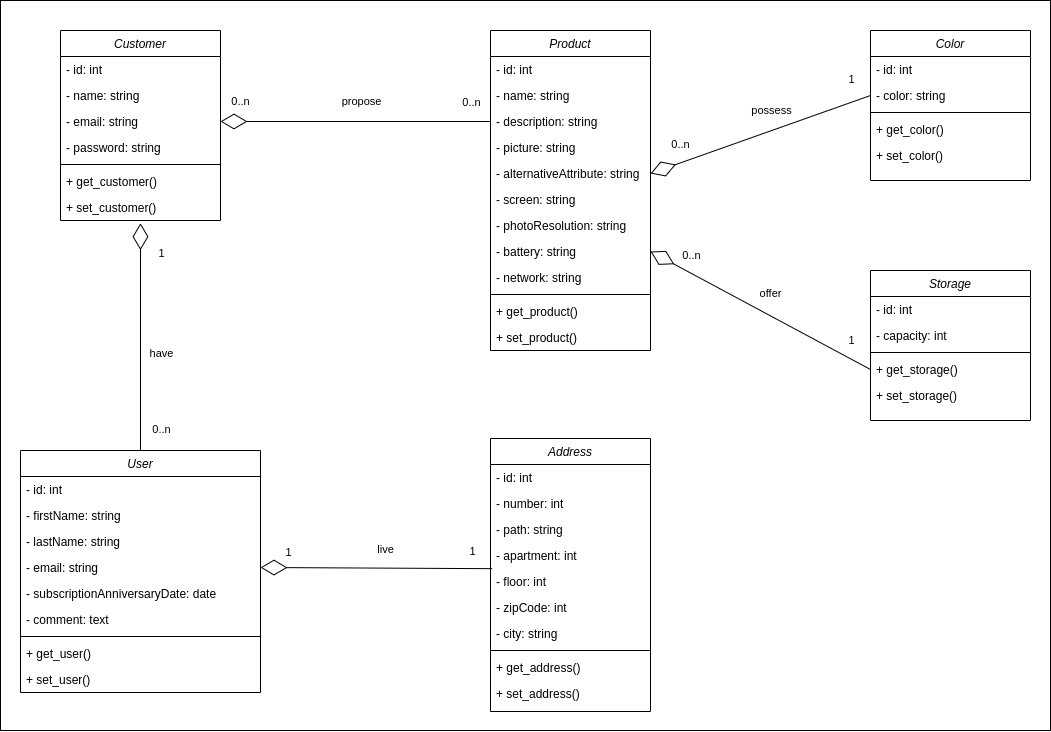 Customer
- id: int
- name: string
- email: string
- password: string
+ get_customer()
+ set_customer()
0..n
propose
0..n
Product
- id: int
- name: string
- description: string
- picture: string
- alternativeAttribute: string
- screen: string
- photoResolution: string
- battery: string
- network: string
+ get_product()
+ set_product()
0..n
possess
1
Color
- id: int
- color: string
+ get_color()
+ set_color()
0..n
offer
1
Storage
- id: int
- capacity: int
+ get_storage()
+ set_storage()
1
have
0..n
User
- id: int
- firstName: string
- lastName: string
- email: string
- subscriptionAnniversaryDate: date
- comment: text
+ get_user()
+ set_user()
1
live
1
Address
- id: int
- number: int
- path: string
- apartment: int
- floor: int
- zipCode: int
- city: string
+ get_address()
+ set_address()